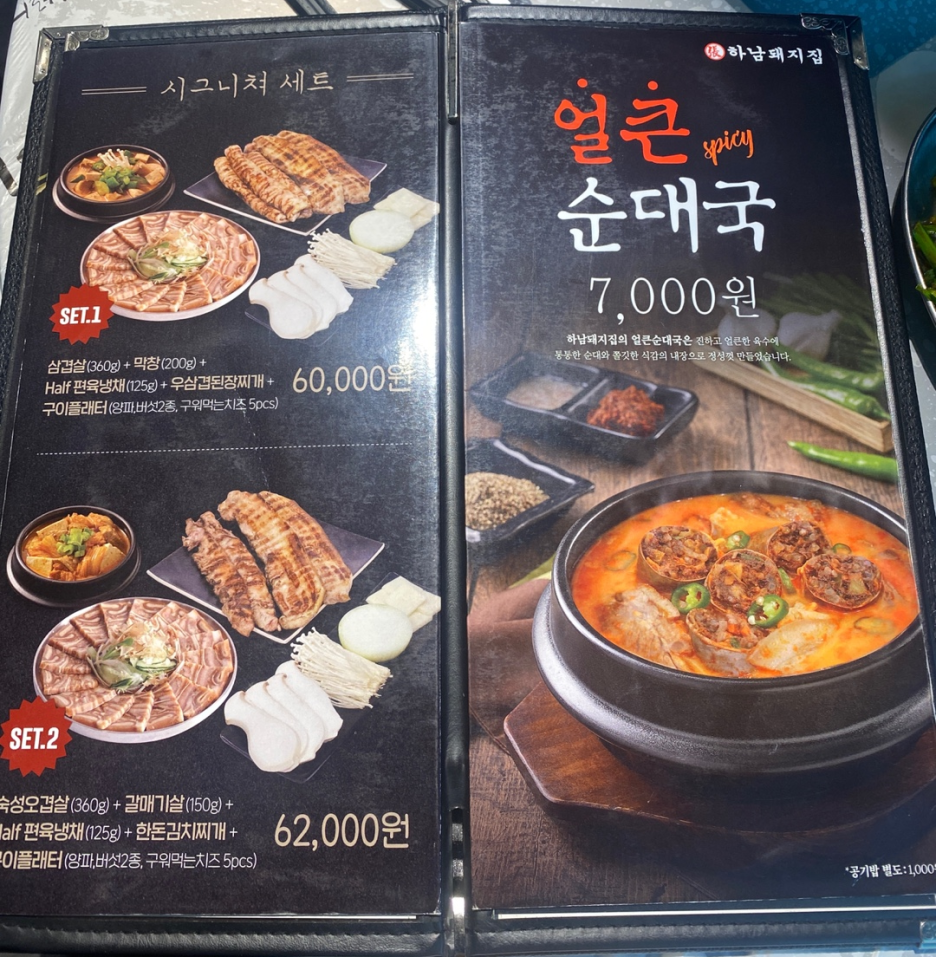 시그니쳐 세트
SET.1
삼겹살(360g) + 막창(200g) +
Half 편육냉채(125g) + 우삼겹된장찌개 +
구이플래터(양파,버섯2종, 구워먹는치즈 5pcs)
60,000원
SET.2
숙성오겹살(360g) + 갈매기살(150g) +
Half 편육냉채(125g) + 한돈김치찌개 +
구이플래터(양파,버섯2종, 구워먹는치즈 5pcs)
62,000원
張 하남돼지집
얼큰 spicy
순대국
7,000원
하남돼지집의 얼큰순대국은 진하고 얼큰한 육수에
통통한 순대와 쫄깃한 식감의 내장으로 정성껏 만들었습니다.
*공기밥 별도:1,000원